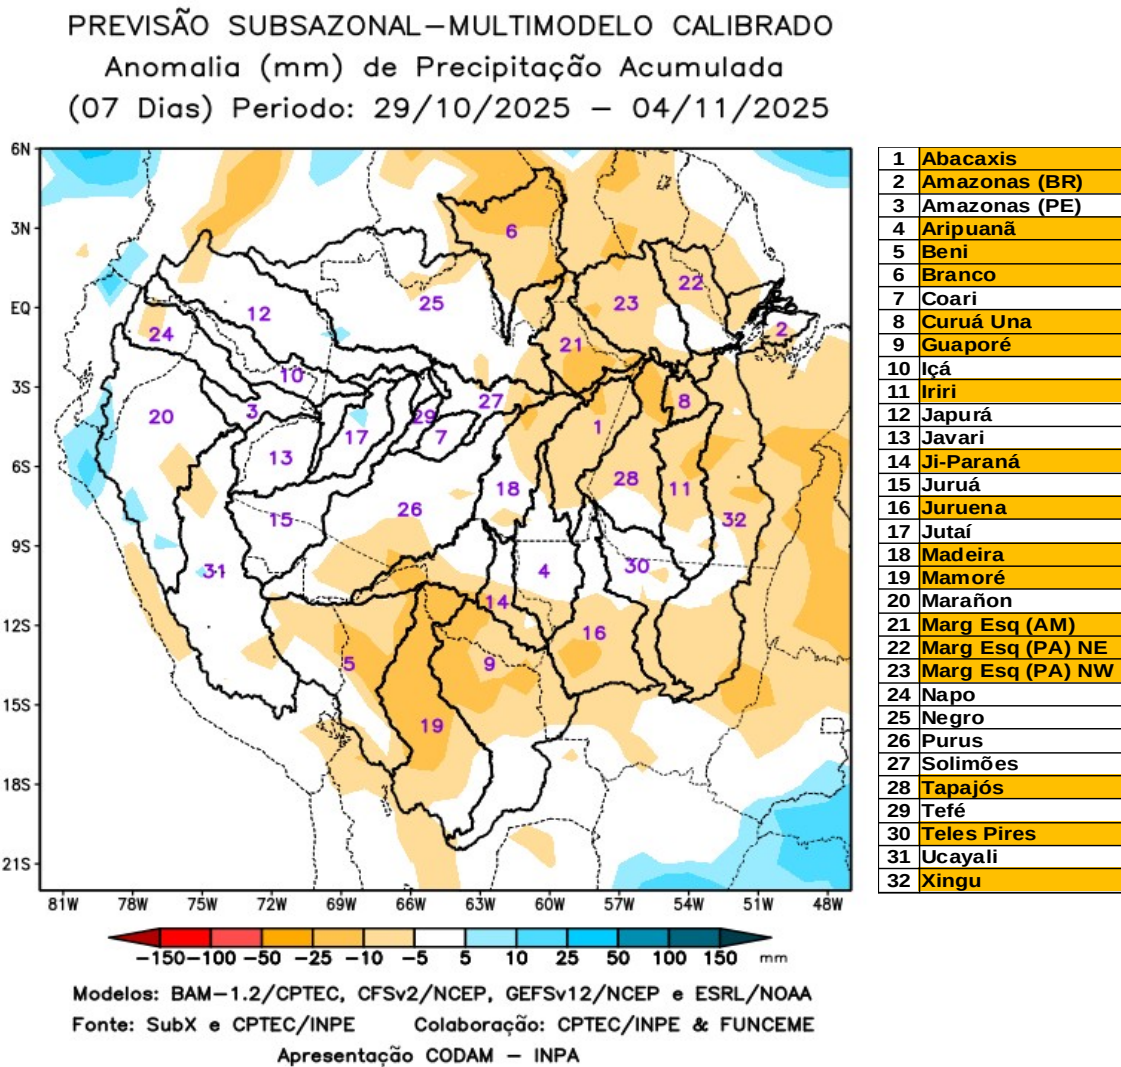 PREVISÃO SUBSAZONAL−MULTIMODELO CALIBRADO
Anomalia (mm) de Precipitação Acumulada
(07 Dias) Periodo: 29/10/2025 − 04/11/2025
6N
3N
EQ
3S
6S
9S
12S
15S
18S
21S
81W 78W 75W 72W 69W 66W 63W 60W 57W 54W 51W 48W
6
22
23
25
12
24
2
21
10
27
8
3
20
29
1
17
7
13
28
11
18
26
15
32
31
4
30
14
16
5
9
19
1 Abacaxis
2 Amazonas (BR)
3 Amazonas (PE)
4 Aripuanã
5 Beni
6 Branco
7 Coari
8 Curuá Una
9 Guaporé
10 Içá
11 Iriri
12 Japurá
13 Javari
14 Ji-Paraná
15 Juruá
16 Juruena
17 Jutaí
18 Madeira
19 Mamoré
20 Marañon
21 Marg Esq (AM)
22 Marg Esq (PA) NE
23 Marg Esq (PA) NW
24 Napo
25 Negro
26 Purus
27 Solimões
28 Tapajós
29 Tefé
30 Teles Pires
31 Ucayali
32 Xingu
−150 −100 −50 −25 −10 −5 5 10 25 50 100 150 mm
Modelos: BAM−1.2/CPTEC, CFSv2/NCEP, GEFSv12/NCEP e ESRL/NOAA
Fonte: SubX e CPTEC/INPE Colaboração: CPTEC/INPE & FUNCEME
Apresentação CODAM − INPA